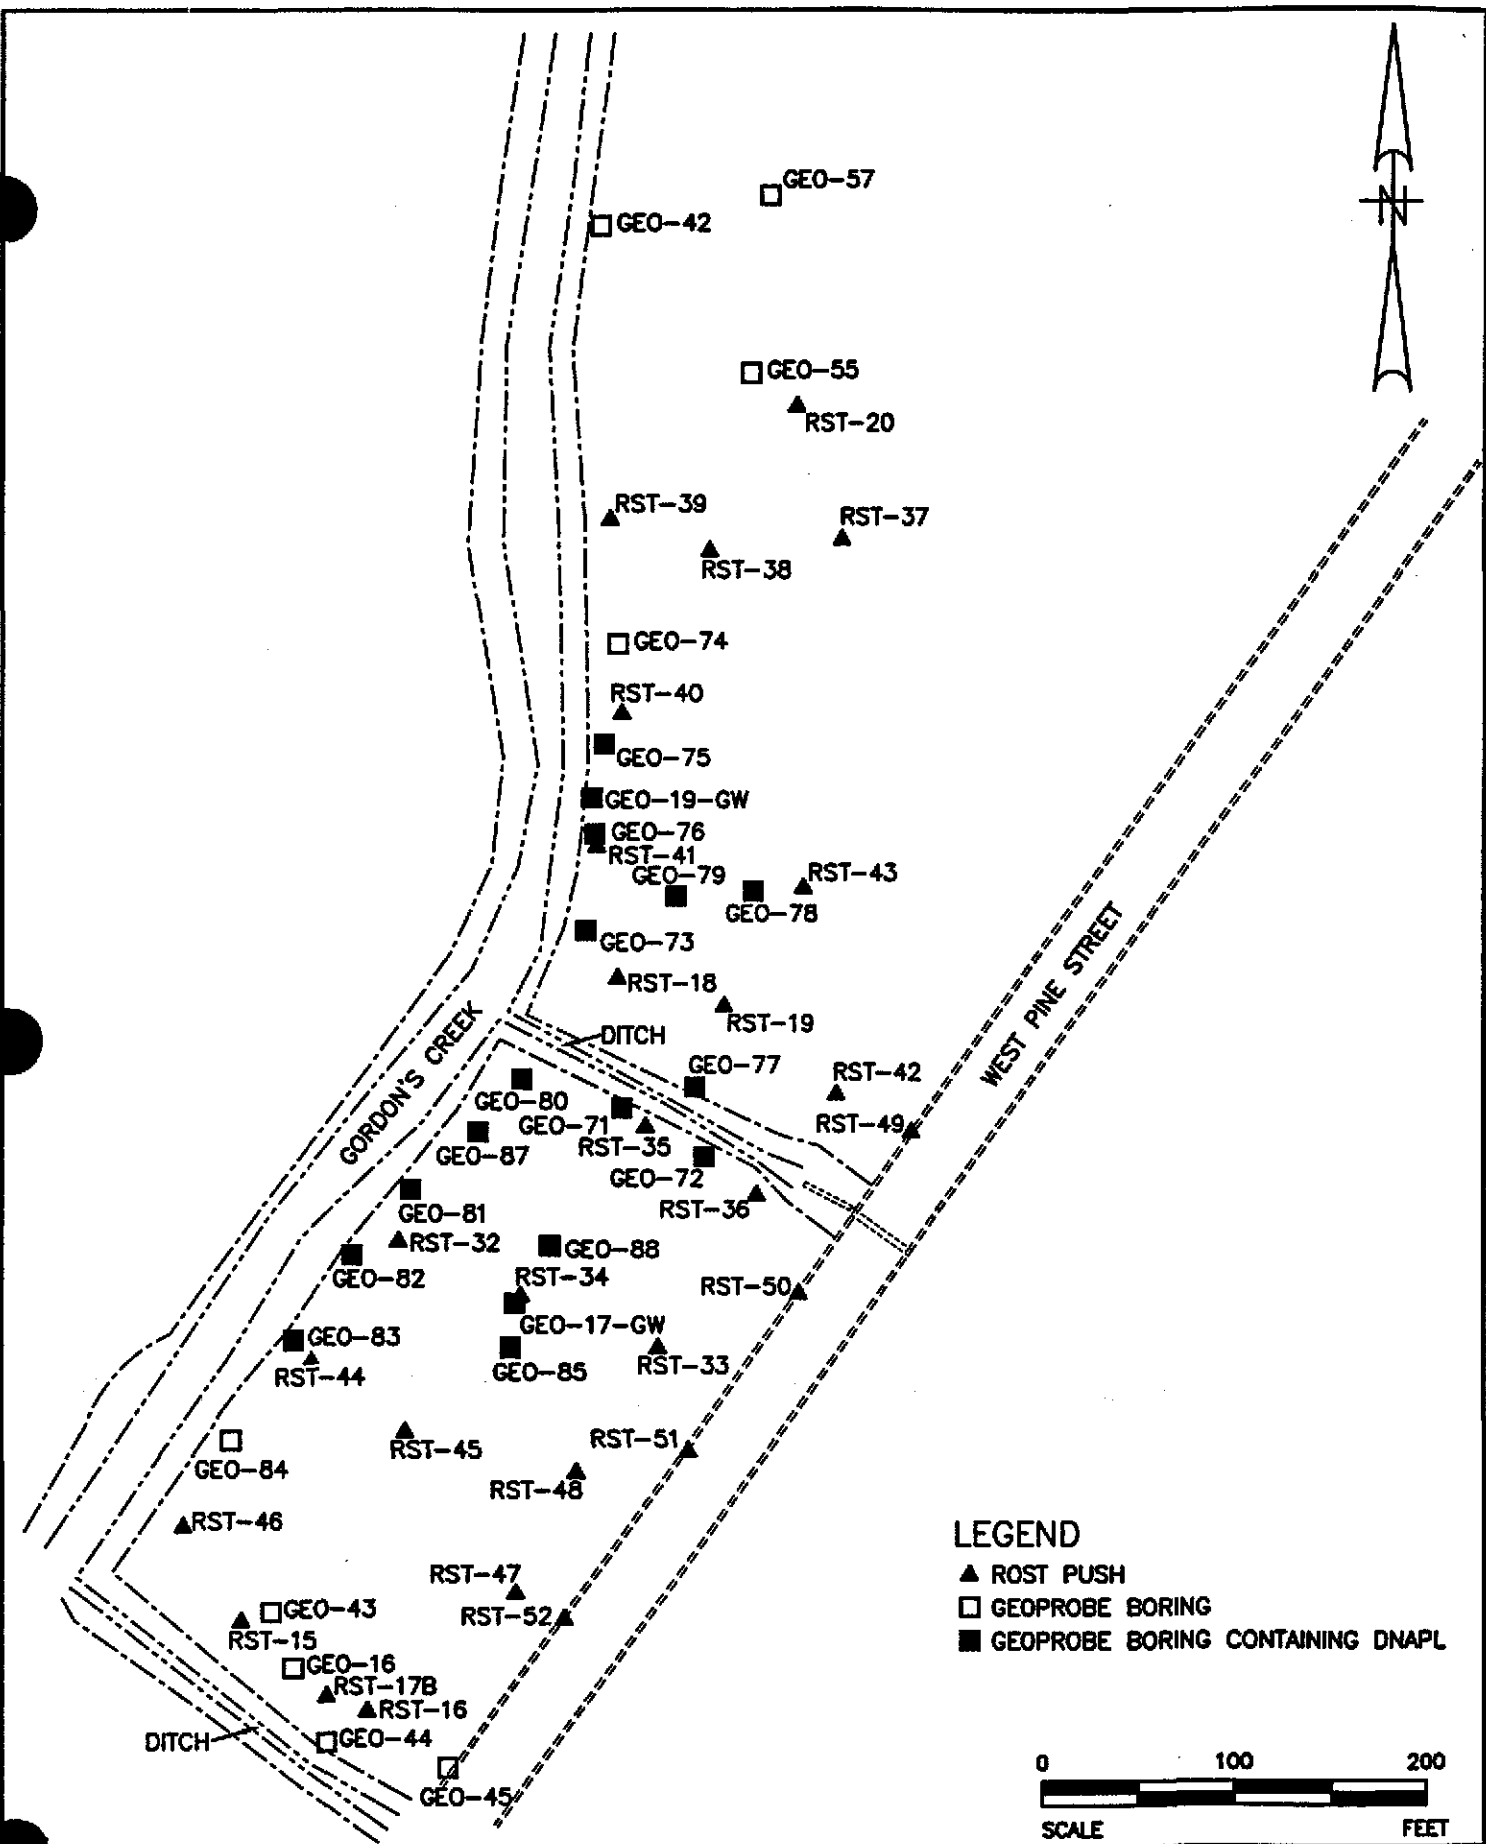 GEO-57
GEO-42
N
GEO-55
RST-20
RST-39
RST-37
RST-38
GEO-74
RST-40
GEO-75
GEO-19-GW
GEO-76
RST-41
GEO-79
RST-43
GEO-78
GEO-73
RST-18
RST-19
WEST PINE STREET
GORDON'S CREEK
DITCH
GEO-77
RST-42
GEO-80
GEO-71
RST-49
RST-35
GEO-87
GEO-72
RST-36
GEO-81
RST-32
GEO-88
GEO-82
RST-34
RST-50
GEO-17-GW
GEO-83
GEO-85
RST-33
RST-44
RST-45
RST-51
GEO-84
RST-48
RST-46
RST-47
GEO-43
RST-52
RST-15
GEO-16
RST-17B
RST-16
DITCH
GEO-44
GEO-45
LEGEND
ROST PUSH
GEOPROBE BORING
GEOPROBE BORING CONTAINING DNAPL
0 100 200
SCALE FEET